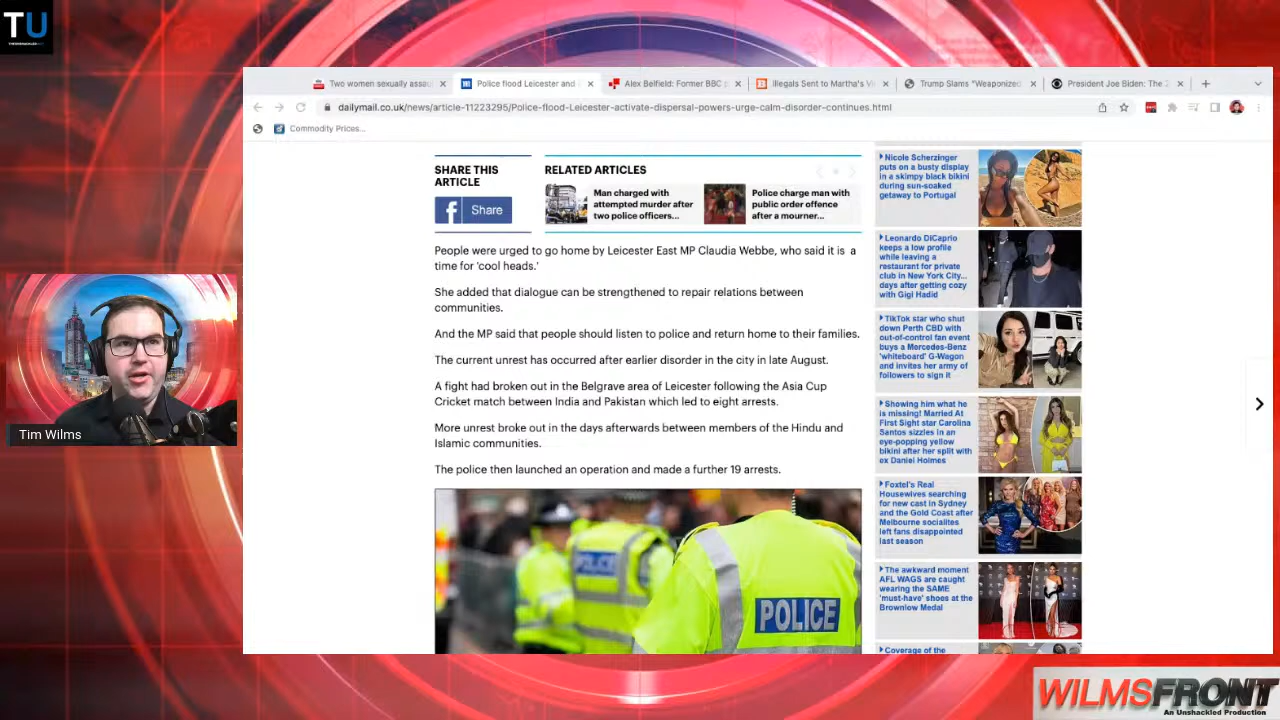 TU
Two women sexually assau
Police flood Leicester and
Alex Belfield: Former BBC
Illegals Sent to Martha's Vi
Trump Slams "Weaponized
President Joe Biden: The 2
dailymail.co.uk/news/article-11223295/Police-flood-Leicester-activate-dispersal-powers-urge-calm-disorder-continues.html
Commodity Prices...
SHARE THIS
ARTICLE
Share
RELATED ARTICLES
Man charged with
attempted murder after
two police officers...
Police charge man with
public order offence
after a mourner...
People were urged to go home by Leicester East MP Claudia Webbe, who said it is a
time for 'cool heads.'
She added that dialogue can be strengthened to repair relations between
communities.
And the MP said that people should listen to police and return home to their families.
The current unrest has occurred after earlier disorder in the city in late August.
A fight had broken out in the Belgrave area of Leicester following the Asia Cup
Cricket match between India and Pakistan which led to eight arrests.
More unrest broke out in the days afterwards between members of the Hindu and
Islamic communities.
The police then launched an operation and made a further 19 arrests.
POLICE
POLICE
Nicole Scherzinger
puts on a busty display
in a skimpy black bikini
during sun-soaked
getaway to Portugal
Leonardo DiCaprio
keeps a low profile
while leaving a
restaurant for private
club in New York City...
days after getting cozy
with Gigi Hadid
TikTok star who shut
down Perth CBD with
out-of-control fan event
buys a Mercedes-Benz
'whiteboard' G-Wagon
and invites her army of
followers to sign it
Showing him what he
is missing! Married At
First Sight star Carolina
Santos sizzles in an
eye-popping yellow
bikini after her split with
ex Daniel Holmes
Foxtel's Real
Housewives searching
for new cast in Sydney
and the Gold Coast after
Melbourne socialites
left fans disappointed
last season
The awkward moment
AFL WAGS are caught
wearing the SAME
'must-have' shoes at the
Brownlow Medal
Coverage of the
Tim Wilms
WILMSFRONT
An Unshackled Production